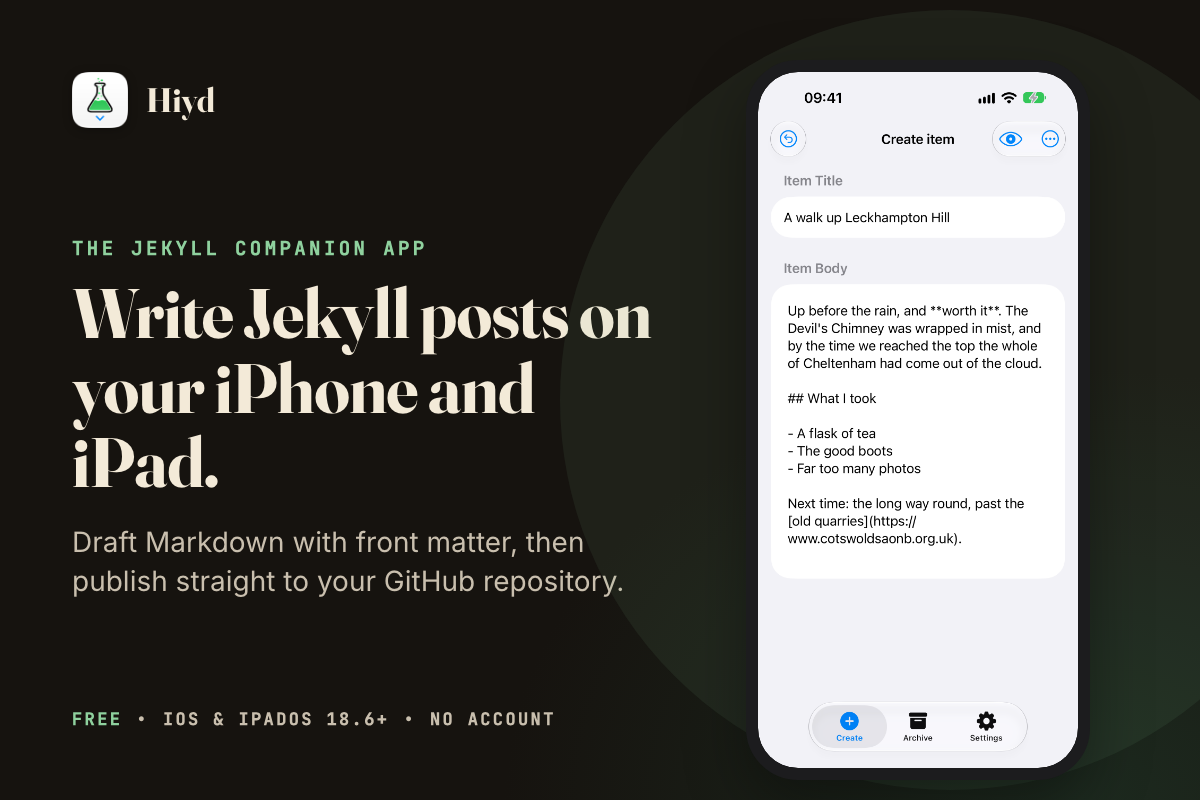 Hiyd
THE JEKYLL COMPANION APP
Write Jekyll posts on
your iPhone and
iPad.
Draft Markdown with front matter, then
publish straight to your GitHub repository.
FREE • IOS & IPADOS 18.6+ • NO ACCOUNT
09:41
Create item
Item Title
A walk up Leckhampton Hill
Item Body
Up before the rain, and **worth it**. The
Devil's Chimney was wrapped in mist, and
by the time we reached the top the whole
of Cheltenham had come out of the cloud.
## What I took
- A flask of tea
- The good boots
- Far too many photos
Next time: the long way round, past the
[old quarries](https://
www.cotswoldsaonb.org.uk).
Create Archive Settings